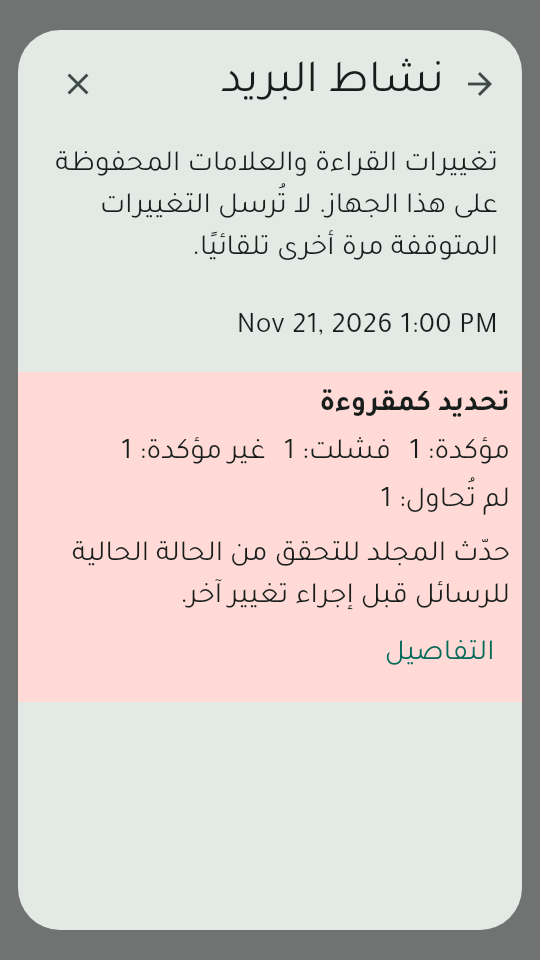 نشاط البريد
تغييرات القراءة والعلامات المحفوظة
على هذا الجهاز. لا تُرسل التغييرات
المتوقفة مرة أخرى تلقائيًا.
Nov 21, 2026 1:00 PM
تحديد كمقروءة
مؤكدة: 1 فشلت: 1 غير مؤكدة: 1
لم تُحاول: 1
حدّث المجلد للتحقق من الحالة الحالية
للرسائل قبل إجراء تغيير آخر.
التفاصيل